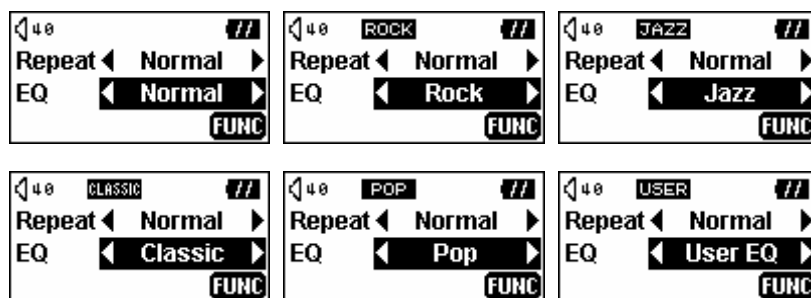 40
Repeat Normal
EQ Normal
FUNC
40 ROCK
Repeat Normal
EQ Rock
FUNC
40 JAZZ
Repeat Normal
EQ Jazz
FUNC
40 CLASSIC
Repeat Normal
EQ Classic
FUNC
40 POP
Repeat Normal
EQ Pop
FUNC
40 USER
Repeat Normal
EQ User EQ
FUNC